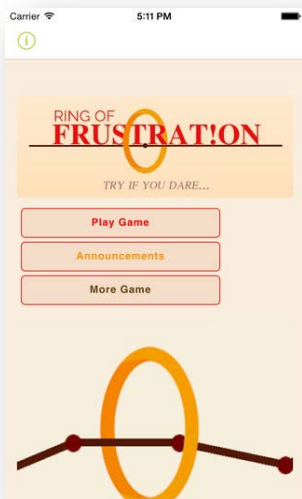 Carrier 5:11 PM
i
RING OF
FRUSTRAT!ON
TRY IF YOU DARE...
Play Game
Announcements
More Game